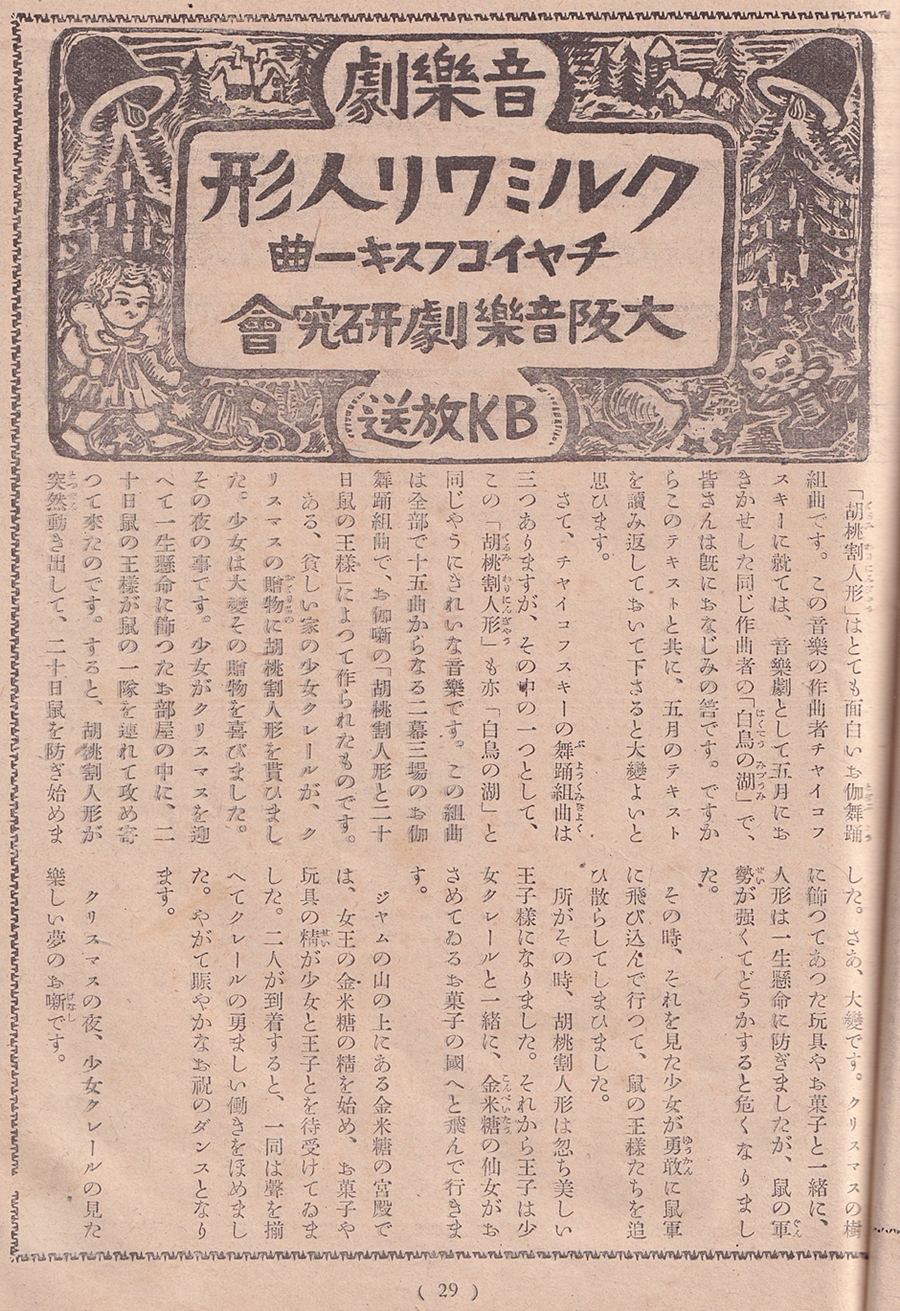 音樂劇
クルミワリ人形
チヤイコフスキー曲
大阪音樂劇研究會
BK放送
「胡桃割人形」はとても面白いお伽舞踊
組曲です。この音樂の作曲者チャイコフ
スキーに就ては、音樂劇として五月にお
きかせした同じ作曲者の「白鳥の湖」で、
皆さんは既におなじみの筈です。ですか
らこのテキストと共に、五月のテキスト
を讀み返しておいて下さると大變よいと
思ひます。
さて、チャイコフスキーの舞踊組曲は
三つありますが、その中の一つとして、
この「胡桃割人形」も亦「白鳥の湖」と
同じやうにきれいな音樂です。この組曲
は全部で十五曲からなる二幕三場のお伽
舞踊組曲で、お伽噺の「胡桃割人形と二十
日鼠の王樣」によつて作られたものです。
ある、貧しい家の少女クレールが、ク
リスマスの贈物に胡桃割人形を貰ひまし
た。少女は大變その贈物を喜びました。
その夜の事です。少女がクリスマスを迎
へて一生懸命に飾つたお部屋の中に、二
十日鼠の王樣が鼠の一隊を連れて攻め寄
つて來たのです。すると、胡桃割人形が
突然動き出して、二十日鼠を防ぎ始めま
した。さあ、大變です。クリスマスの樹
に飾つてあつた玩具やお菓子と一緒に、
人形は一生懸命に防ぎましたが、鼠の軍
勢が强くてどうかすると危くなりまし
た。
その時、それを見た少女が勇敢に鼠軍
に飛び込んで行つて、鼠の王樣たちを追
ひ散らしてしまひました。
所がその時、胡桃割人形は忽ち美しい
王子樣になりました。それから王子は少
女クレールと一緒に、金米糖の仙女がお
さめてゐるお菓子の國へと飛んで行きま
す。
ジャムの山の上にある金米糖の宮殿で
は、女王の金米糖の精を始め、お菓子や
玩具の精が少女と王子とを待受けてゐま
した。二人が到着すると、一同は聲を揃
へてクレールの勇ましい働きをほめまし
た。やがて賑やかなお祝のダンスとなり
ます。
クリスマスの夜、少女クレールの見た
樂しい夢のお噺です。
( 29 )